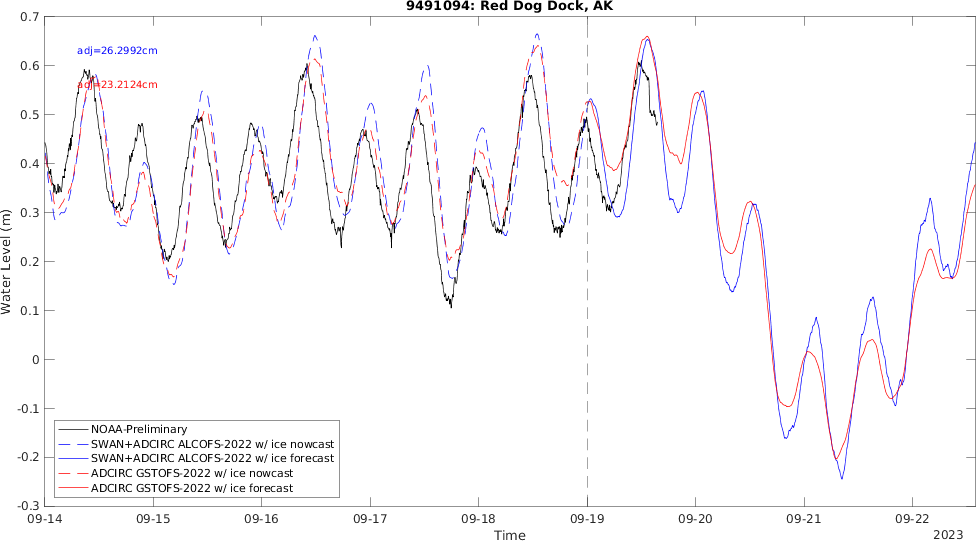 9491094: Red Dog Dock, AK
0.7
0.6
0.5
0.4
0.3
0.2
0.1
0
-0.1
-0.2
-0.3
Water Level (m)
adj=26.2992cm
adj=23.2124cm
NOAA-Preliminary
SWAN+ADCIRC ALCOFS-2022 w/ ice nowcast
SWAN+ADCIRC ALCOFS-2022 w/ ice forecast
ADCIRC GSTOFS-2022 w/ ice nowcast
ADCIRC GSTOFS-2022 w/ ice forecast
09-14 09-15 09-16 09-17 09-18 09-19 09-20 09-21 09-22
Time
2023